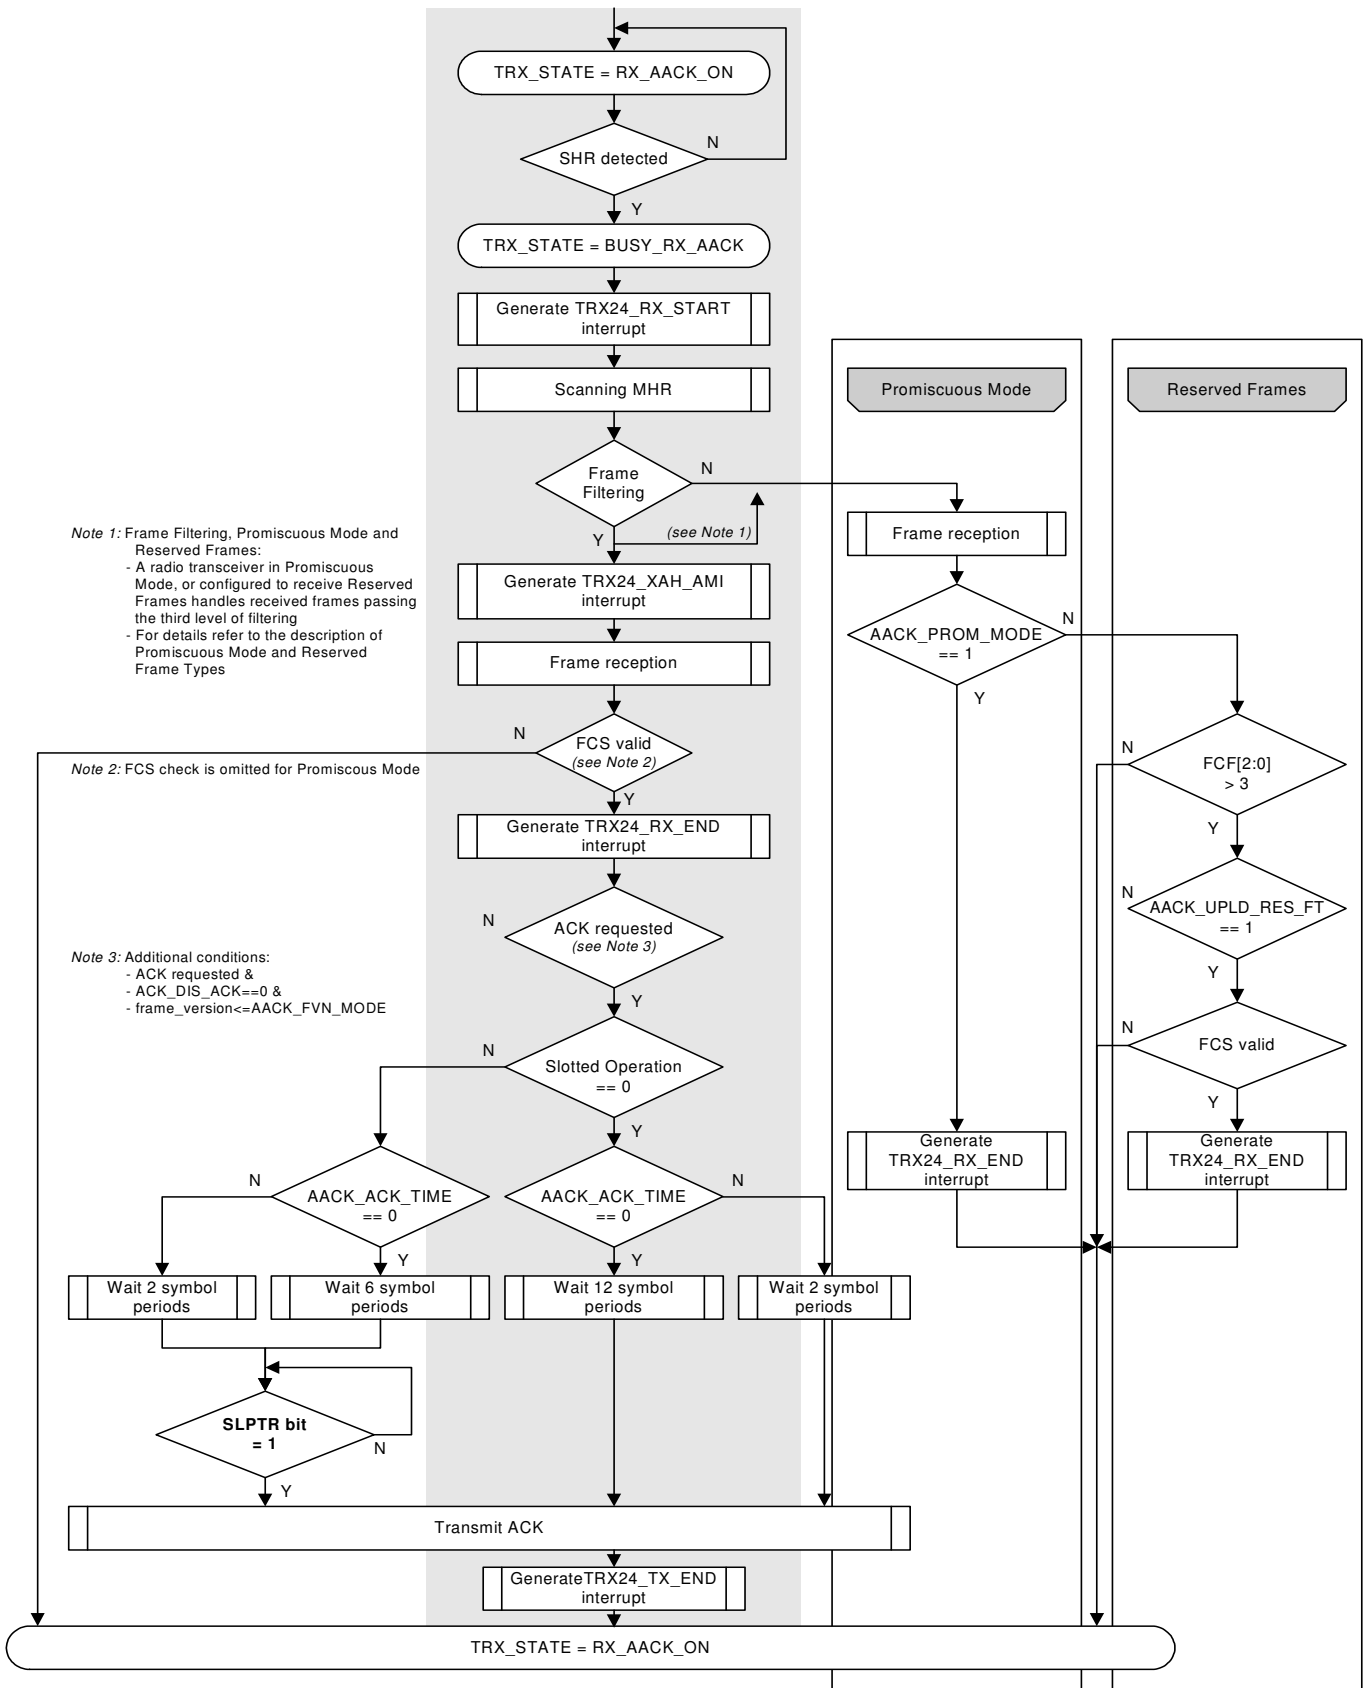 TRX_STATE = RX_AACK_ON
N
SHR detected
Y
TRX_STATE = BUSY_RX_AACK
Generate TRX24_RX_START
interrupt
Scanning MHR
Promiscuous Mode
Reserved Frames
Frame
Filtering
N
Y
(see Note 1)
Frame reception
Note 1: Frame Filtering, Promiscuous Mode and
Reserved Frames:
- A radio transceiver in Promiscuous
Mode, or configured to receive Reserved
Frames handles received frames passing
the third level of filtering
- For details refer to the description of
Promiscuous Mode and Reserved
Frame Types
Generate TRX24_XAH_AMI
interrupt
Frame reception
AACK_PROM_MODE
== 1
N
Y
N
FCS valid
(see Note 2)
Y
Note 2: FCS check is omitted for Promiscous Mode
N
FCF[2:0]
> 3
Y
Generate TRX24_RX_END
interrupt
N
ACK requested
(see Note 3)
Y
N
AACK_UPLD_RES_FT
== 1
Y
Note 3: Additional conditions:
- ACK requested &
- ACK_DIS_ACK==0 &
- frame_version<=AACK_FVN_MODE
N
Slotted Operation
== 0
Y
N
FCS valid
Y
N
AACK_ACK_TIME
== 0
Y
AACK_ACK_TIME
== 0
N
Y
Generate
TRX24_RX_END
interrupt
Generate
TRX24_RX_END
interrupt
Wait 2 symbol
periods
Wait 6 symbol
periods
Wait 12 symbol
periods
Wait 2 symbol
periods
SLPTR bit
= 1
N
Y
Transmit ACK
GenerateTRX24_TX_END
interrupt
TRX_STATE = RX_AACK_ON